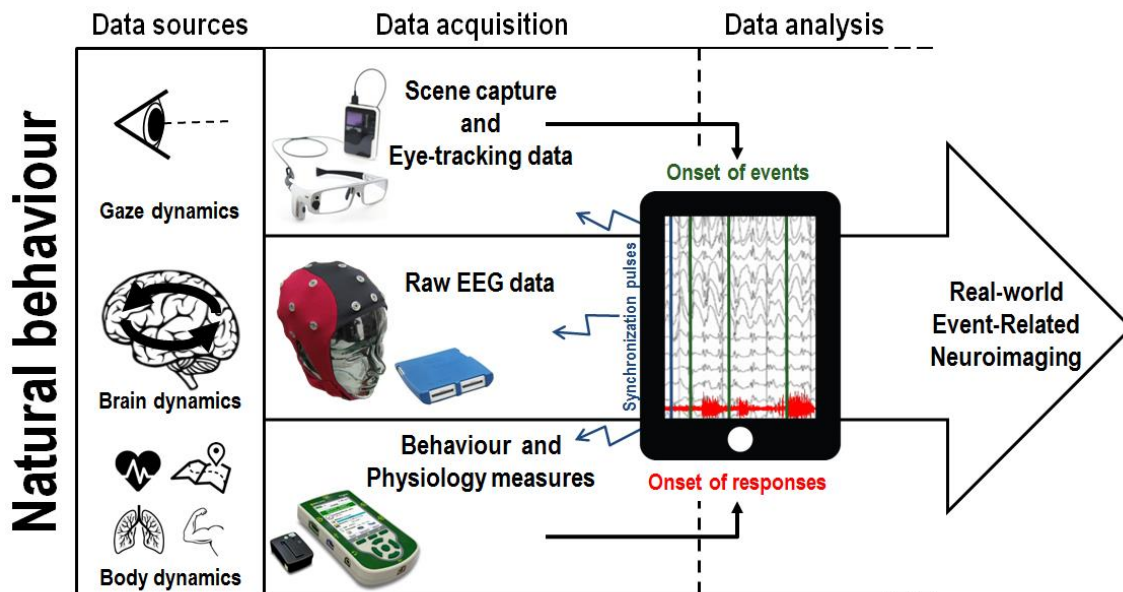 Data sources
Data acquisition
Data analysis
Natural behaviour
Gaze dynamics
Scene capture
and
Eye-tracking data
Onset of events
Brain dynamics
Raw EEG data
Synchronization pulses
Real-world
Event-Related
Neuroimaging
Body dynamics
Behaviour and
Physiology measures
Onset of responses